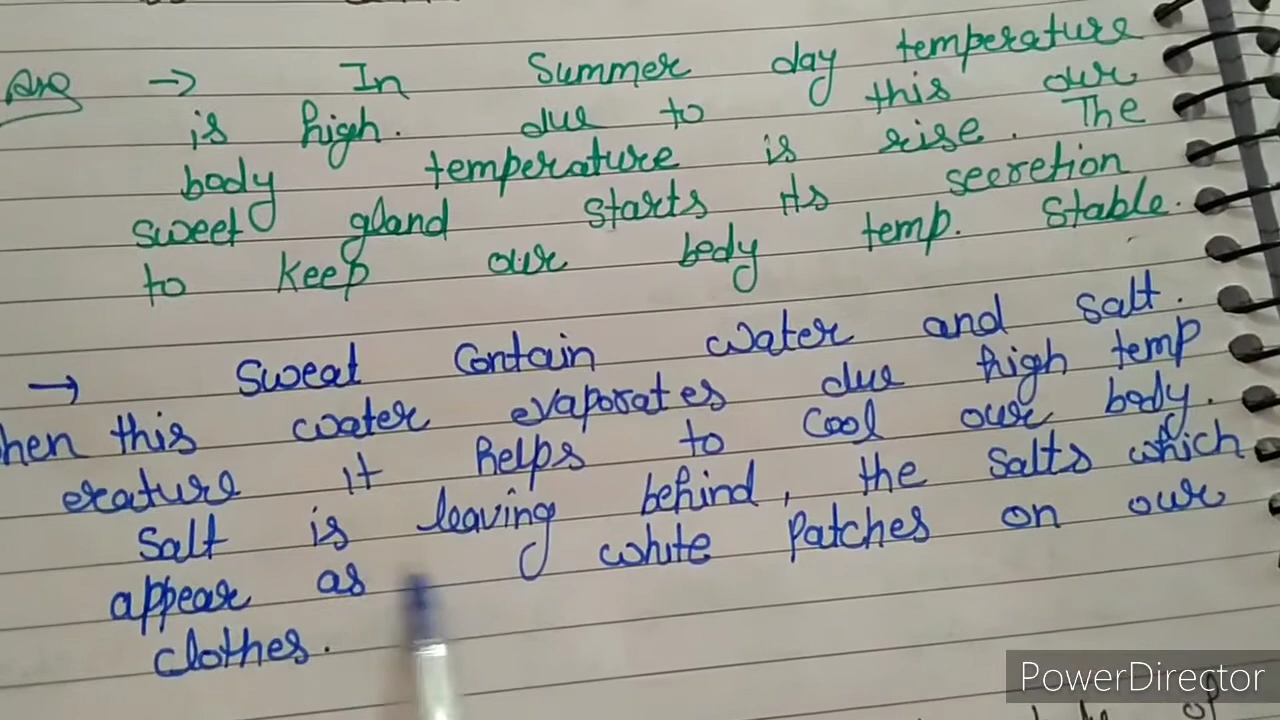 Ans → In Summer day temperature
is high. due to this our
body temperature is rise. The
sweet gland starts its secretion
to keep our body temp. stable.
→ Sweat Contain water and salt.
hen this water evaporates due high temp
erature it helps to cool our body.
Salt is leaving behind, the salts which
appear as white patches on our
clothes.
PowerDirector
of